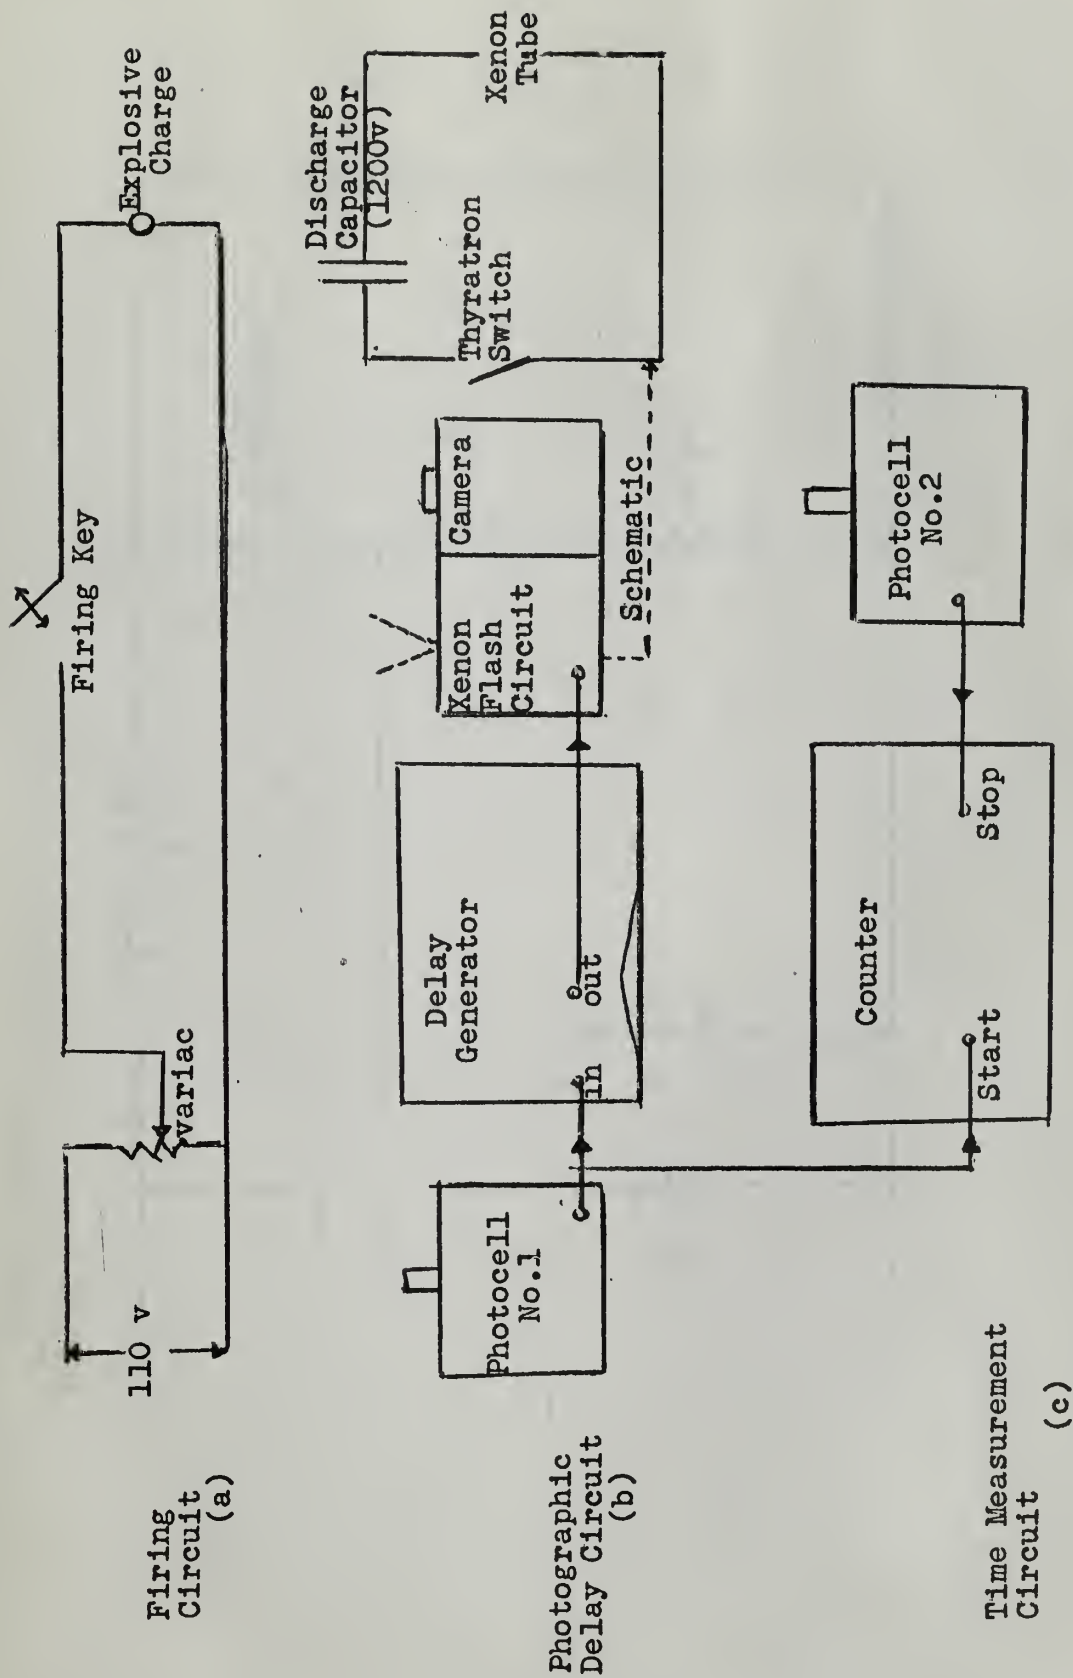 Firing
Circuit
(a)
110 v
variac
Firing Key
Explosive
Charge
Photographic
Delay Circuit
(b)
Photocell
No.1
Delay
Generator
in
out
Xenon
Flash
Circuit
Camera
Schematic
Thyratron
Switch
Discharge
Capacitor
(1200v)
Xenon
Tube
Time Measurement
Circuit
(c)
Counter
Start
Stop
Photocell
No.2